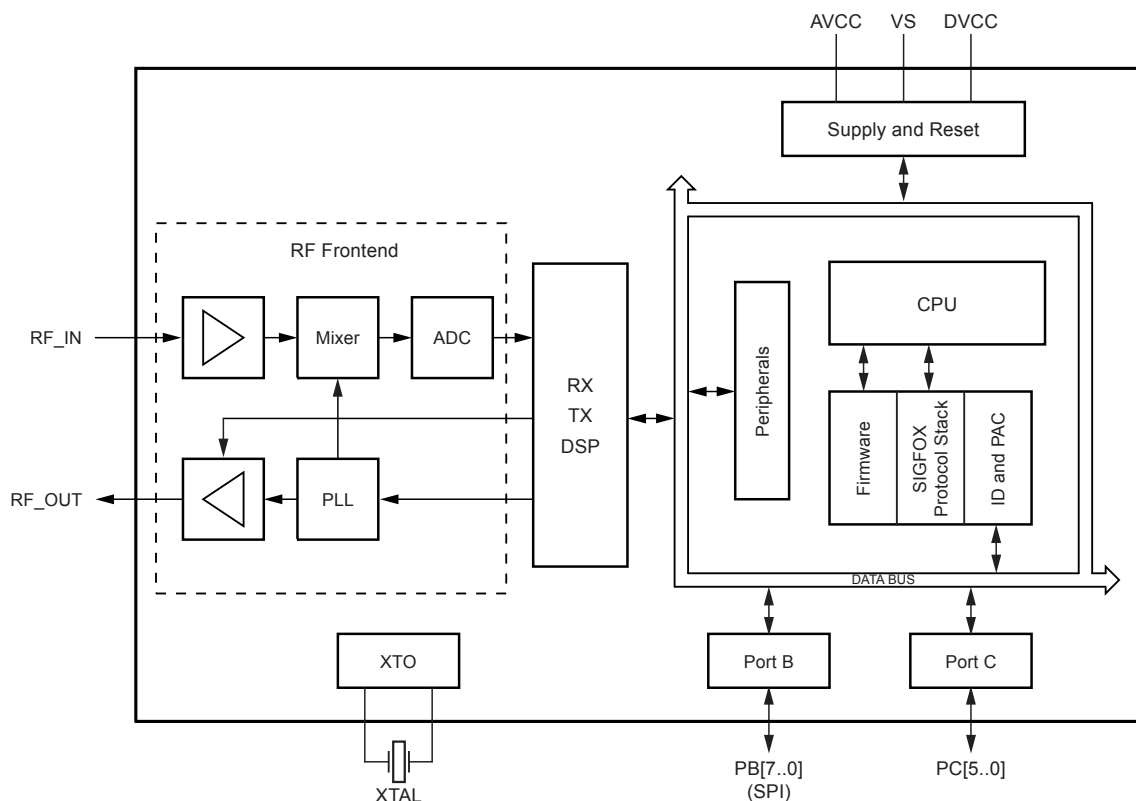 AVCC VS DVCC
Supply and Reset
RF Frontend
CPU
RF_IN
Mixer
ADC
RX
TX
DSP
Peripherals
Firmware
SIGFOX
Protocol Stack
ID and PAC
RF_OUT
PLL
DATA BUS
XTO
Port B
Port C
XTAL
PB[7..0]
(SPI)
PC[5..0]